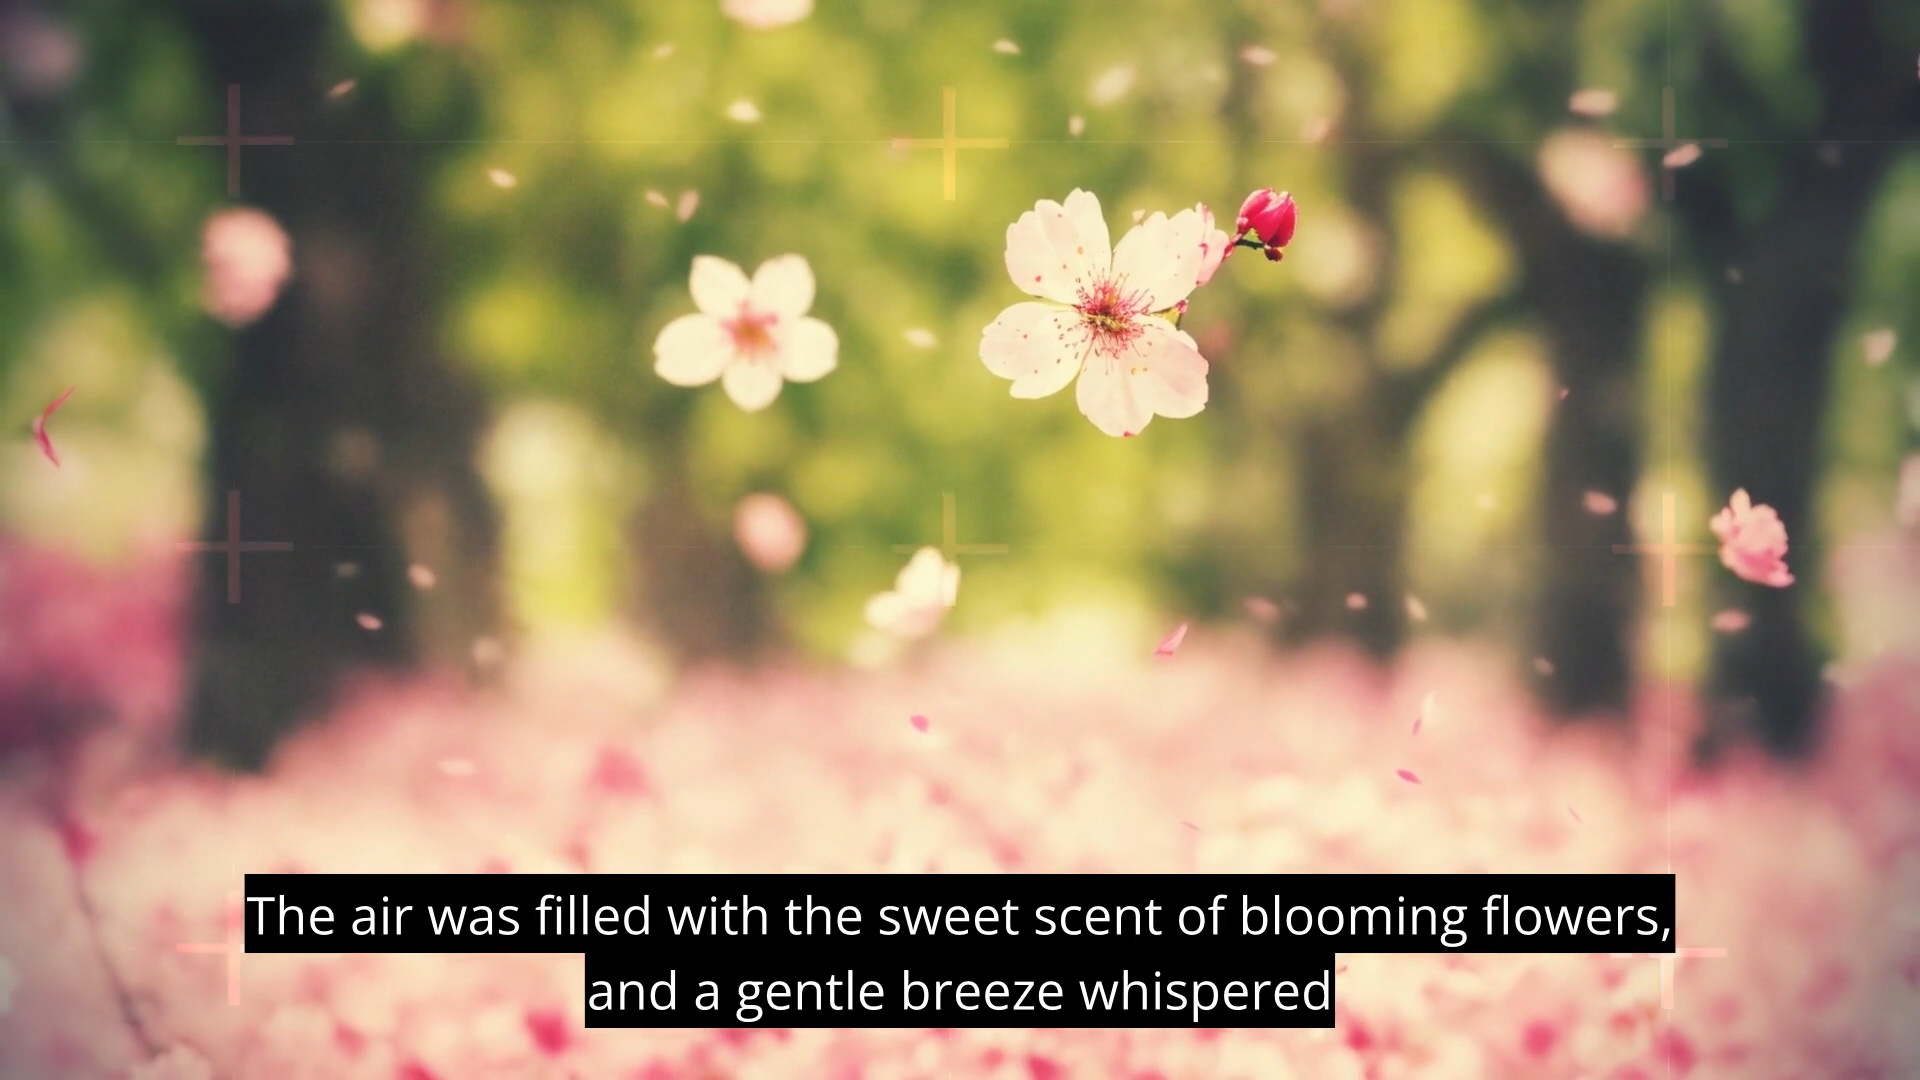 The air was filled with the sweet scent of blooming flowers,
and a gentle breeze whispered